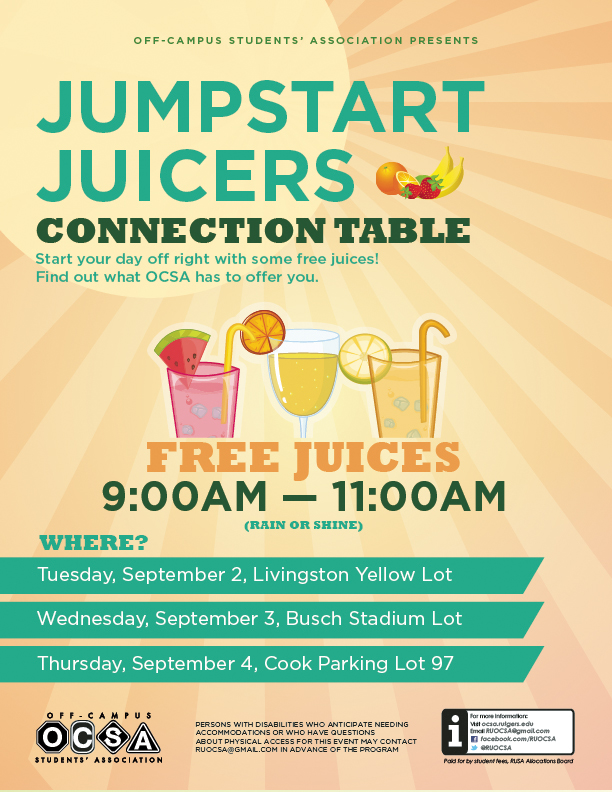 OFF-CAMPUS STUDENTS' ASSOCIATION PRESENTS
JUMPSTART
JUICERS
CONNECTION TABLE
Start your day off right with some free juices!
Find out what OCSA has to offer you.
FREE JUICES
9:00AM — 11:00AM
(RAIN OR SHINE)
WHERE?
Tuesday, September 2, Livingston Yellow Lot
Wednesday, September 3, Busch Stadium Lot
Thursday, September 4, Cook Parking Lot 97
OFF-CAMPUS
OCSA
STUDENTS' ASSOCIATION
PERSONS WITH DISABILITIES WHO ANTICIPATE NEEDING
ACCOMMODATIONS OR WHO HAVE QUESTIONS
ABOUT PHYSICAL ACCESS FOR THIS EVENT MAY CONTACT
RUOCSA@GMAIL.COM IN ADVANCE OF THE PROGRAM
i
For more information:
Visit ocsa.rutgers.edu
Email RUOCSA@gmail.com
f facebook.com/RUOCSA
@RUOCSA
Paid for by student fees, RUSA Allocations Board